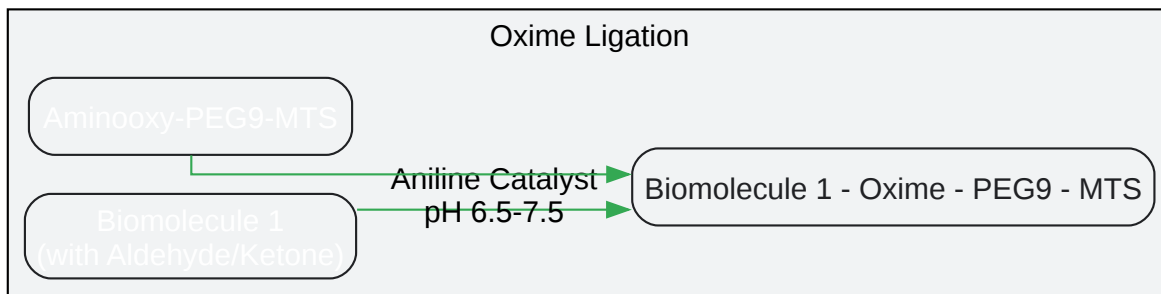 Oxime Ligation
Aminooxy-PEG9-MTS
Aniline Catalyst
pH 6.5-7.5
Biomolecule 1 - Oxime - PEG9 - MTS
Biomolecule 1
(with Aldehyde/Ketone)